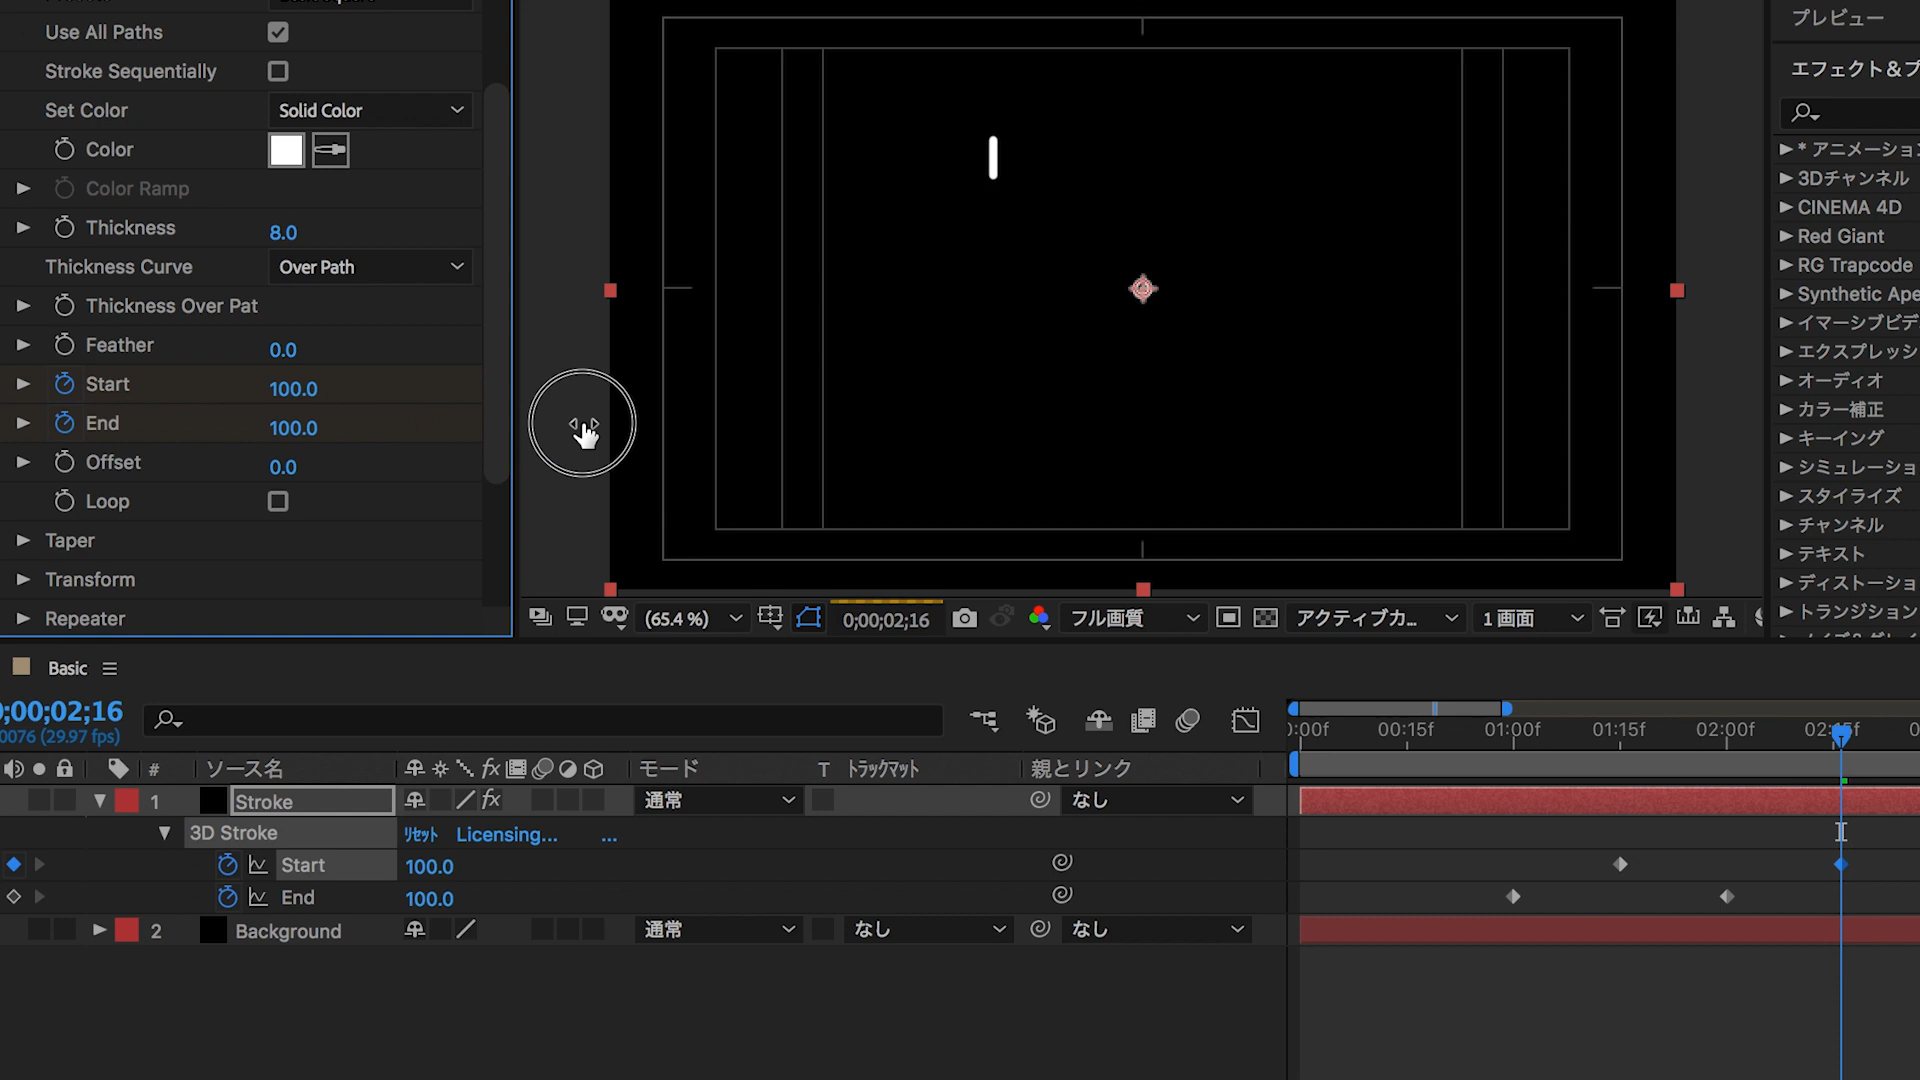 Use All Paths
Stroke Sequentially
Set Color
Solid Color
Color
Color Ramp
Thickness
8.0
Thickness Curve
Over Path
Thickness Over Pat
Feather
0.0
Start
100.0
End
100.0
Offset
0.0
Loop
Taper
Transform
Repeater
(65.4 %)
0;00;02;16
フル画質
アクティブカ...
1 画面
プレビュー
エフェクト＆プ
* アニメーション
3Dチャンネル
CINEMA 4D
Red Giant
RG Trapcode
Synthetic Ape
イマーシブビデ
エクスプレッシ
オーディオ
カラー補正
キーイング
シミュレーショ
スタイライズ
チャンネル
テキスト
ディストーショ
トランジション
Basic
;00;02;16
0076 (29.97 fps)
):00f
00:15f
01:00f
01:15f
02:00f
#
ソース名
fx
モード
T
トラックマット
親とリンク
1
Stroke
fx
通常
なし
3D Stroke
リセット
Licensing...
...
Start
100.0
End
100.0
2
Background
通常
なし
なし